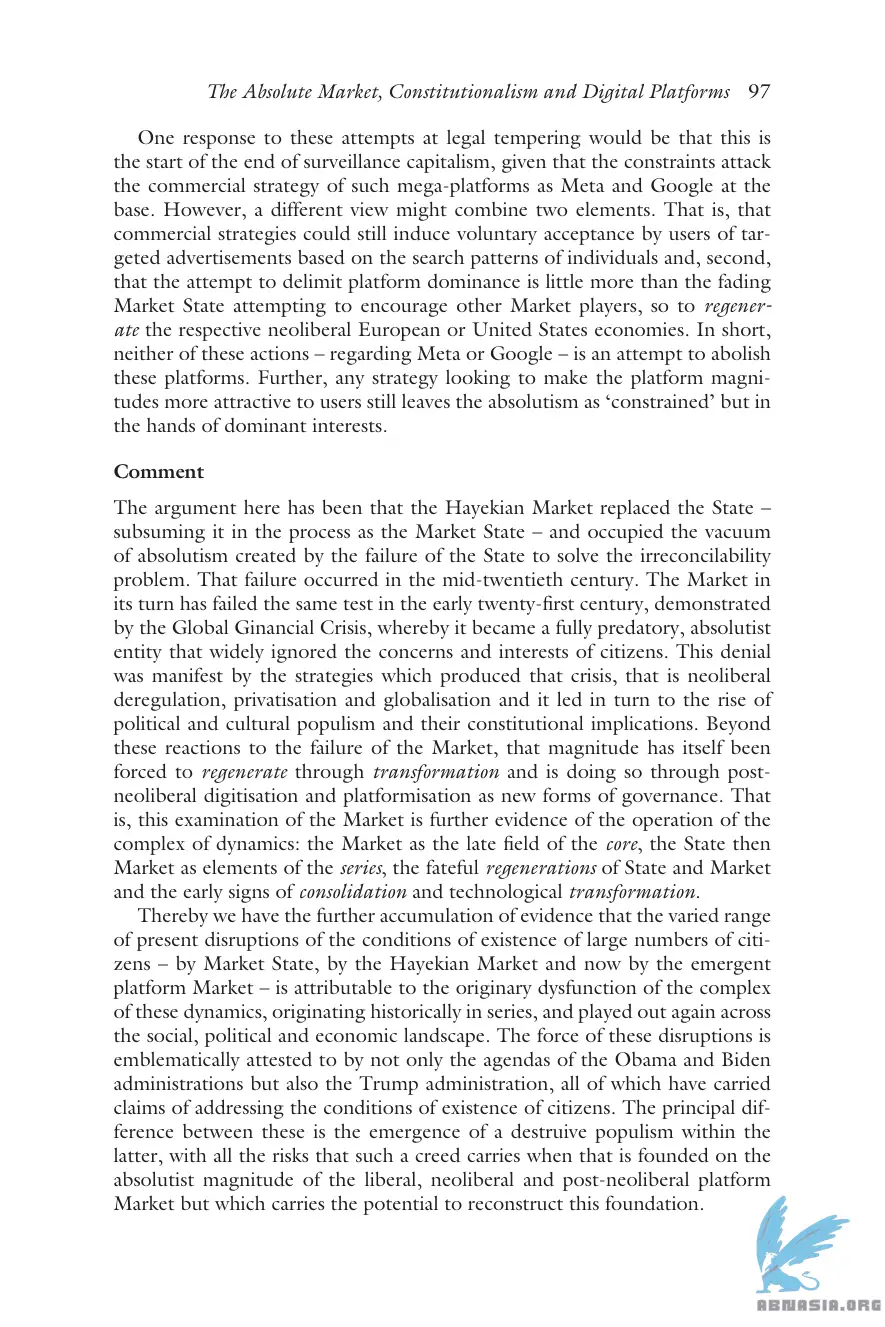 The Absolute Market, Constitutionalism and Digital Platforms 97
One response to these attempts at legal tempering would be that this is
the start of the end of surveillance capitalism, given that the constraints attack
the commercial strategy of such mega-platforms as Meta and Google at the
base. However, a different view might combine two elements. That is, that
commercial strategies could still induce voluntary acceptance by users of tar-
geted advertisements based on the search patterns of individuals and, second,
that the attempt to delimit platform dominance is little more than the fading
Market State attempting to encourage other Market players, so to regener-
ate the respective neoliberal European or United States economies. In short,
neither of these actions – regarding Meta or Google – is an attempt to abolish
these platforms. Further, any strategy looking to make the platform magni-
tudes more attractive to users still leaves the absolutism as ‘constrained’ but in
the hands of dominant interests.
Comment
The argument here has been that the Hayekian Market replaced the State –
subsuming it in the process as the Market State – and occupied the vacuum
of absolutism created by the failure of the State to solve the irreconcilability
problem. That failure occurred in the mid-twentieth century. The Market in
its turn has failed the same test in the early twenty-first century, demonstrated
by the Global Ginancial Crisis, whereby it became a fully predatory, absolutist
entity that widely ignored the concerns and interests of citizens. This denial
was manifest by the strategies which produced that crisis, that is neoliberal
deregulation, privatisation and globalisation and it led in turn to the rise of
political and cultural populism and their constitutional implications. Beyond
these reactions to the failure of the Market, that magnitude has itself been
forced to regenerate through transformation and is doing so through post-
neoliberal digitisation and platformisation as new forms of governance. That
is, this examination of the Market is further evidence of the operation of the
complex of dynamics: the Market as the late field of the core, the State then
Market as elements of the series, the fateful regenerations of State and Market
and the early signs of consolidation and technological transformation.
Thereby we have the further accumulation of evidence that the varied range
of present disruptions of the conditions of existence of large numbers of citi-
zens – by Market State, by the Hayekian Market and now by the emergent
platform Market – is attributable to the originary dysfunction of the complex
of these dynamics, originating historically in series, and played out again across
the social, political and economic landscape. The force of these disruptions is
emblematically attested to by not only the agendas of the Obama and Biden
administrations but also the Trump administration, all of which have carried
claims of addressing the conditions of existence of citizens. The principal dif-
ference between these is the emergence of a destruive populism within the
latter, with all the risks that such a creed carries when that is founded on the
absolutist magnitude of the liberal, neoliberal and post-neoliberal platform
Market but which carries the potential to reconstruct this foundation.
ABNASIA.ORG